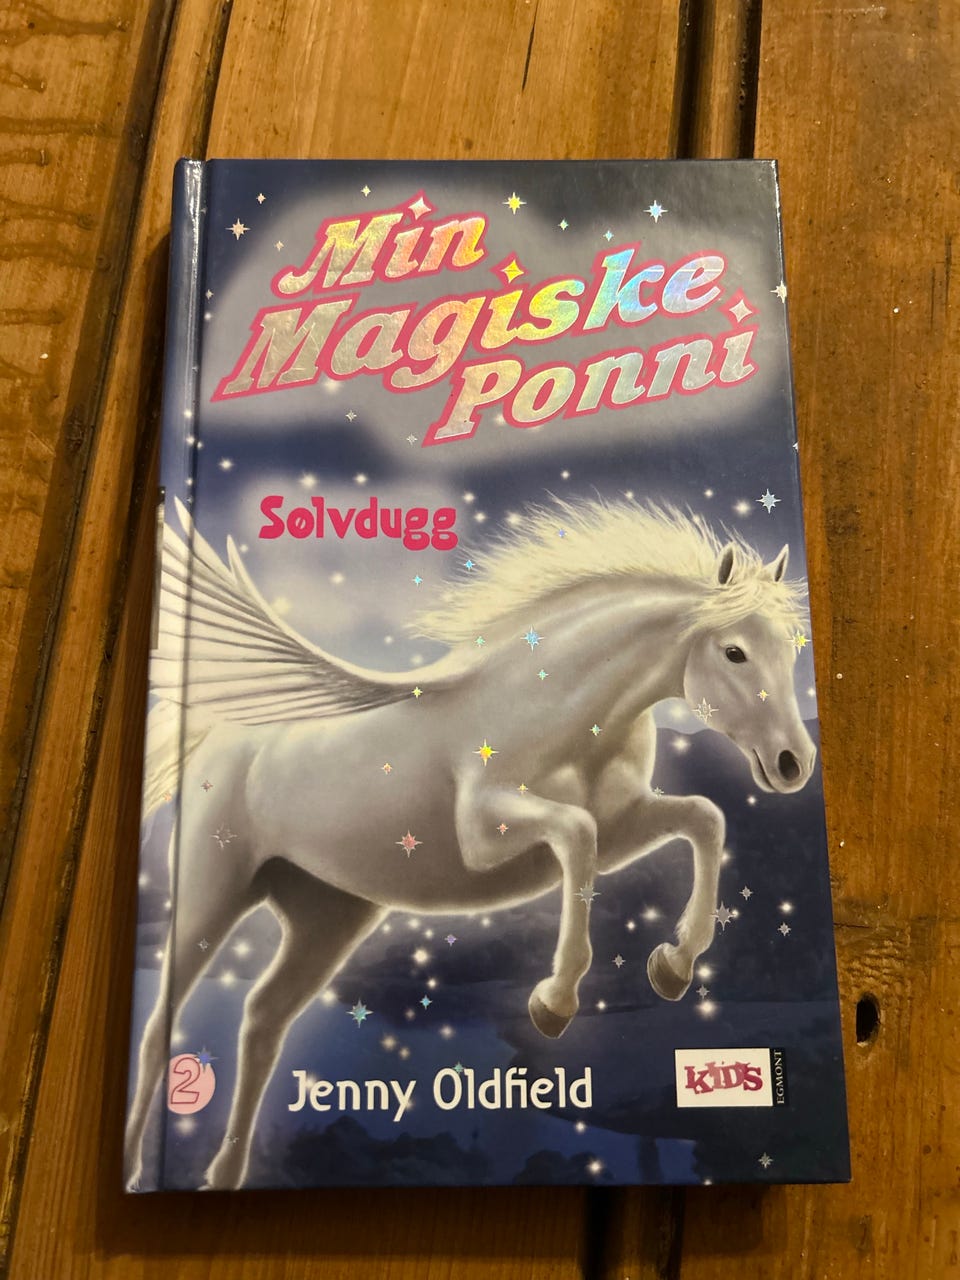 Min
Magiske
Ponni
Sølvdugg
2
Jenny Oldfield
KIDS
EGMONT